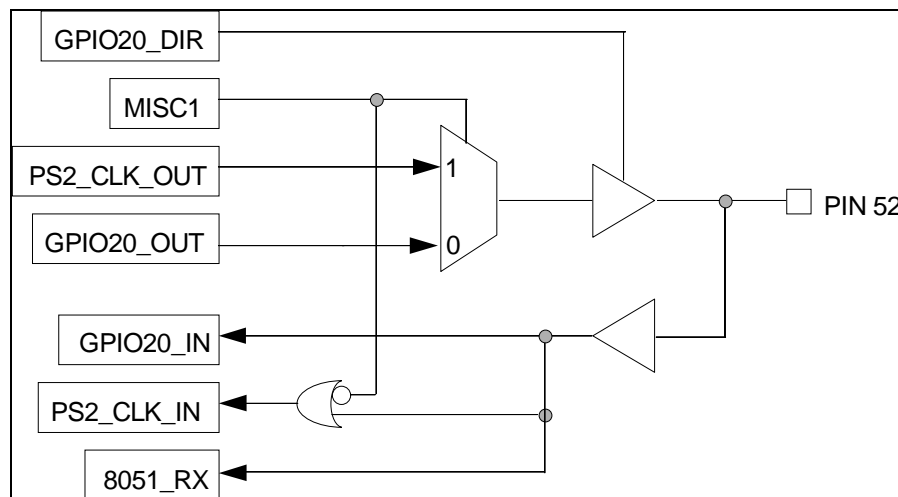 GPIO20_DIR
MISC1
PS2_CLK_OUT
1
PIN 52
GPIO20_OUT
0
GPIO20_IN
PS2_CLK_IN
8051_RX